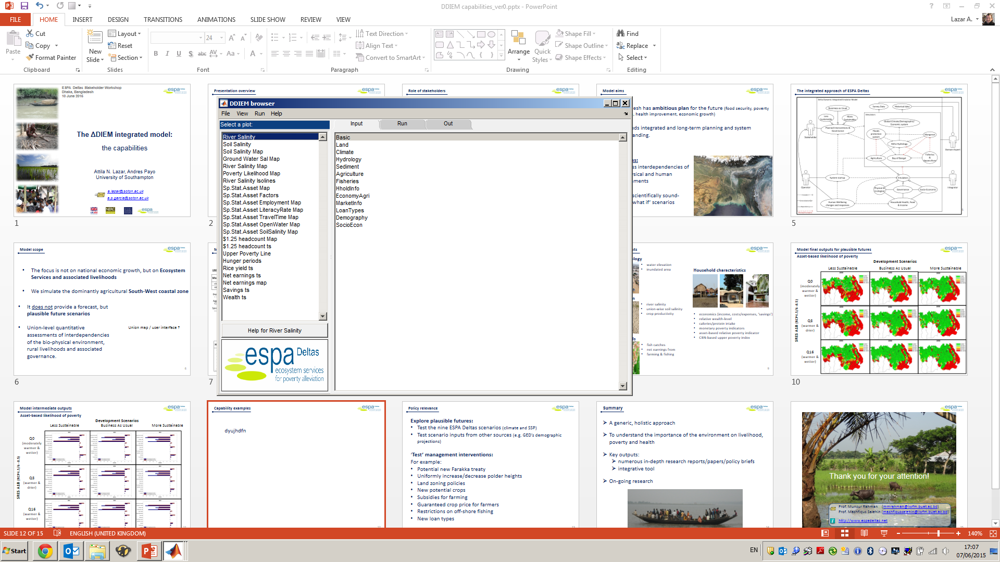 DDIEM capabilities_ver0.pptx - PowerPoint
FILE HOME INSERT DESIGN TRANSITIONS ANIMATIONS SLIDE SHOW REVIEW VIEW
Lazar A.
Paste
Cut
Copy
Format Painter
Clipboard
New Slide
Layout
Reset
Section
Slides
24
Font
Text Direction
Align Text
Convert to SmartArt
Paragraph
Arrange
Quick Styles
Shape Fill
Shape Outline
Shape Effects
Drawing
Find
Replace
Select
Editing
ESPA Deltas Stakeholder Workshop
Dhaka, Bangladesh
10 June 2015
espa
The ΔDIEM integrated model:
the capabilities
Attila N. Lazar, Andres Payo
University of Southampton
a.lazar@soton.ac.uk
a.p.garcia@soton.ac.uk
1
Presentation overview
2
Role of stakeholders
Model aims
esh has ambitious plan for the future (food security, poverty
, health improvement, economic growth)
eds integrated and long-term planning and system
nding.
ss interdependencies of
sical and human
ments
scientifically sound-
what if' scenarios
The integrated approach of ESPA Deltas
5
DDIEM browser
File View Run Help
Select a plot:
River Salinity
Soil Salinity
Soil Salinity Map
Ground Water Sal Map
River Salinity Map
Poverty Likelihood Map
River Salinity Isolines
Sp.Stat.Asset Map
Sp.Stat.Asset Factors
Sp.Stat.Asset Employment Map
Sp.Stat.Asset LiteracyRate Map
Sp.Stat.Asset TravelTime Map
Sp.Stat.Asset OpenWater Map
Sp.Stat.Asset SoilSalinity Map
$1.25 headcount Map
$1.25 headcount ts
Upper Poverty Line
Hunger periods
Rice yield ts
Net earnings ts
Net earnings map
Savings ts
Wealth ts
Help for River Salinity
espa Deltas
ecosystem services
for poverty alleviation
Input Run Out
Basic
Land
Climate
Hydrology
Sediment
Agriculture
Fisheries
HholdInfo
EconomyAgri
MarketInfo
LoanTypes
Demography
SocioEcon
Model scope
• The focus is not on national economic growth, but on Ecosystem
Services and associated livelihoods
• We simulate the dominantly agricultural South-West coastal zone
• It does not provide a forecast, but
plausible future scenarios
• Union-level quantitative
assessments of interdependencies
of the bio-physical environment,
rural livelihoods and associated
governance.
Union map / user interface ?
6
7
• water elevation
• inundated area
• river salinity
• union-wise soil salinity
• crop productivity
• fish catches
• net earnings from
• farming & fishing
Household characteristics
• economics (income, costs/expenses, 'savings')
• relative wealth-level
• calories/protein intake
• monetary poverty indicators
• asset-based relative poverty indicator
• CBN-based upper poverty index
Model final outputs for plausible futures
Asset-based likelihood of poverty
Development Scenarios
Less Sustainable Business As Usual More Sustainable
SRES A1B (RCP4.5/6 -8.5)
Q0
(moderately
warmer &
wetter)
Q8
(warmer &
drier)
Q16
(warmer &
wetter)
10
Model intermediate outputs
Asset-based likelihood of poverty
Development Scenarios
Less Sustainable Business As Usual More Sustainable
SRES A1B (RCP4.5/6 -8.5)
Q0
(moderately
warmer &
wetter)
Q8
(warmer &
drier)
Q16
(warmer &
wetter)
Capability examples
dyujhdfn
Policy relevance
Explore plausible futures:
• Test the nine ESPA Deltas scenarios (climate and SSP)
• Test scenario inputs from other sources (e.g. GED's demographic
projections)
'Test' management interventions:
For example:
• Potential new Farakka treaty
• Uniformly increase/decrease polder heights
• Land zoning policies
• New potential crops
• Subsidies for farming
• Guaranteed crop price for farmers
• Restrictions on off-shore fishing
• New loan types
Summary
A generic, holistic approach
To understand the importance of the environment on livelihood,
poverty and health
Key outputs:
numerous in-depth research reports/papers/policy briefs
integrative tool
On-going research
Thank you for your attention!
Prof. Munsur Rahman (mmrahman@iwfm.buet.ac.bd)
Prof. Mashfiqus Salehin (mashfiqussalehin@iwfm.buet.ac.bd)
http://www.espadeltas.net
SLIDE 12 OF 15 ENGLISH (UNITED KINGDOM)
140%
Start
EN
17:07
07/06/2015